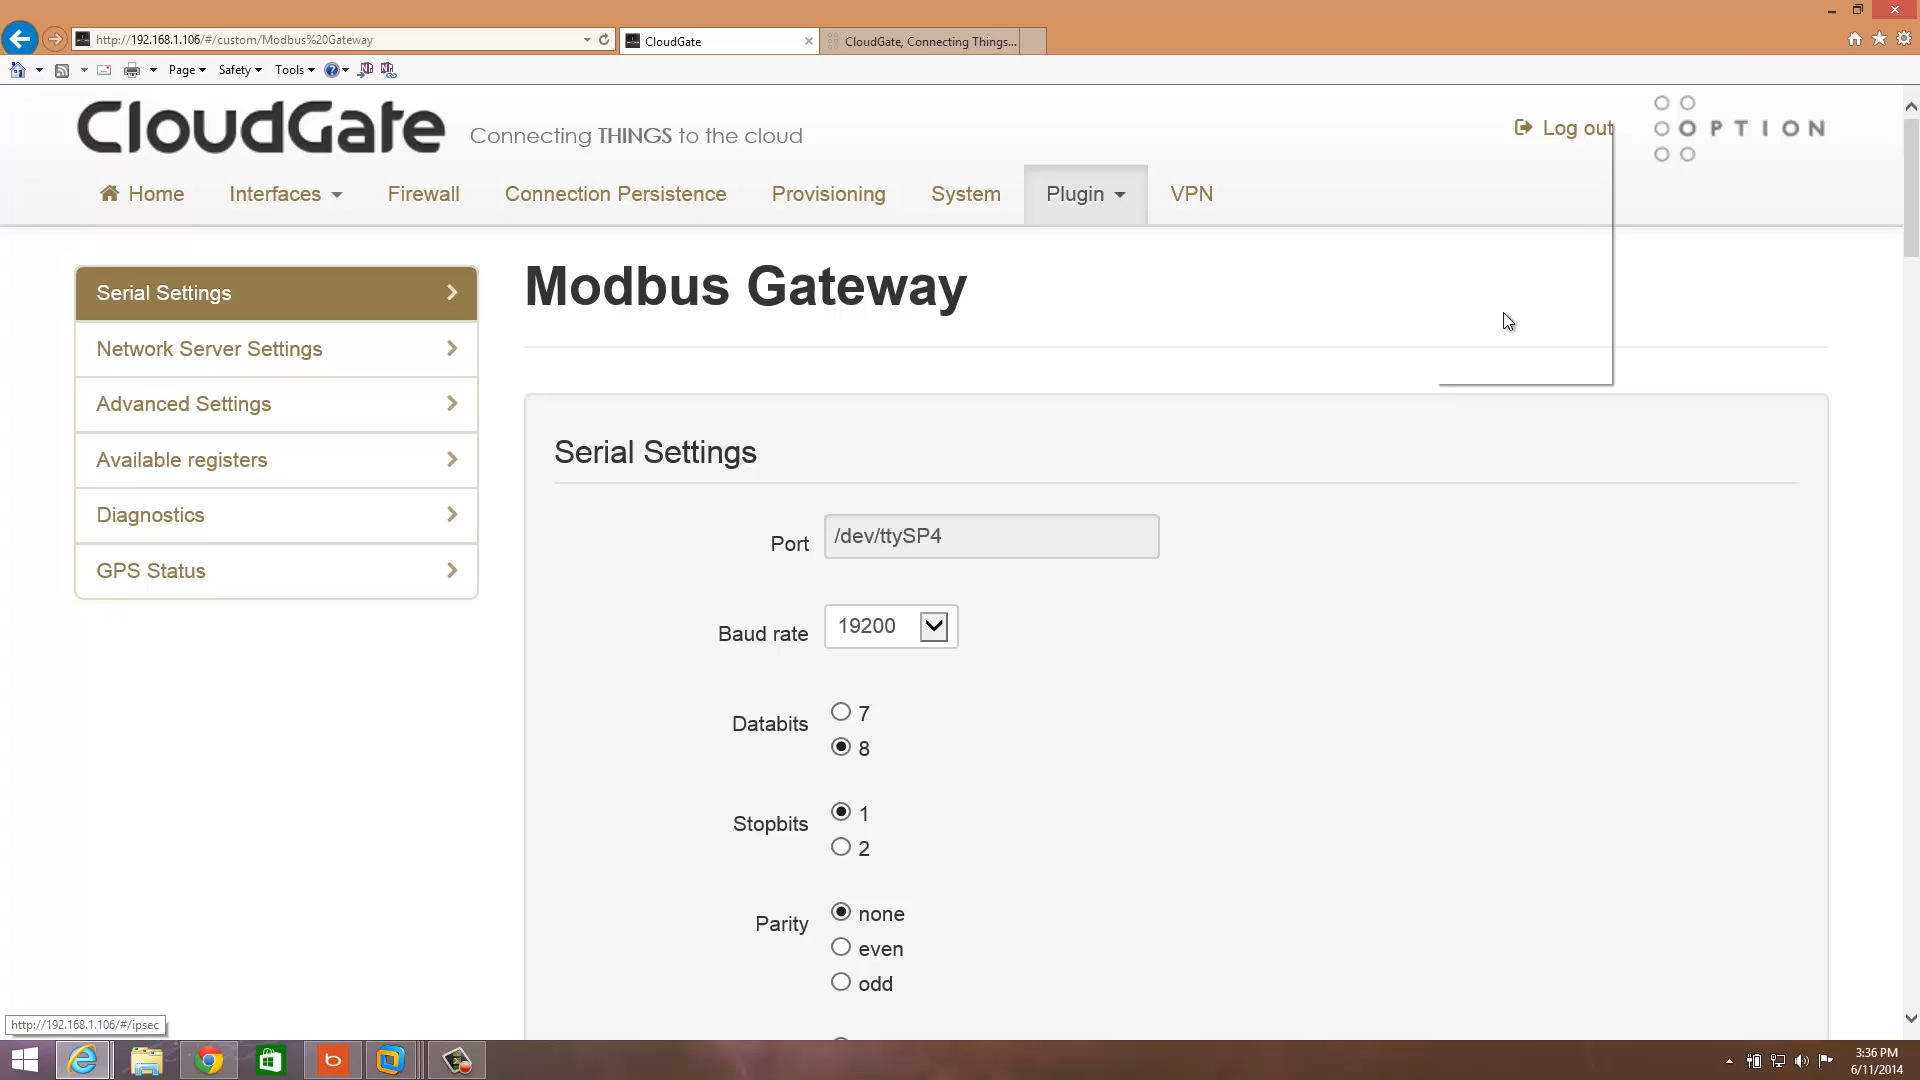 http://192.168.1.106/#/custom/Modbus%20Gateway
CloudGate
CloudGate, Connecting Things...
Page
Safety
Tools
CloudGate
Connecting THINGS to the cloud
Log out
OPTION
Home
Interfaces
Firewall
Connection Persistence
Provisioning
System
Plugin
VPN
Serial Settings
Network Server Settings
Advanced Settings
Available registers
Diagnostics
GPS Status
Modbus Gateway
Serial Settings
Port
/dev/ttySP4
Baud rate
19200
Databits
7
8
Stopbits
1
2
Parity
none
even
odd
http://192.168.1.106/#/ipsec
b
3:36 PM
6/11/2014